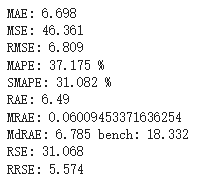 MAE: 6.698
MSE: 46.361
RMSE: 6.809
MAPE: 37.175 %
SMAPE: 31.082 %
RAE: 6.49
MRAE: 0.06009453371636254
MdRAE: 6.785 bench: 18.332
RSE: 31.068
RRSE: 5.574